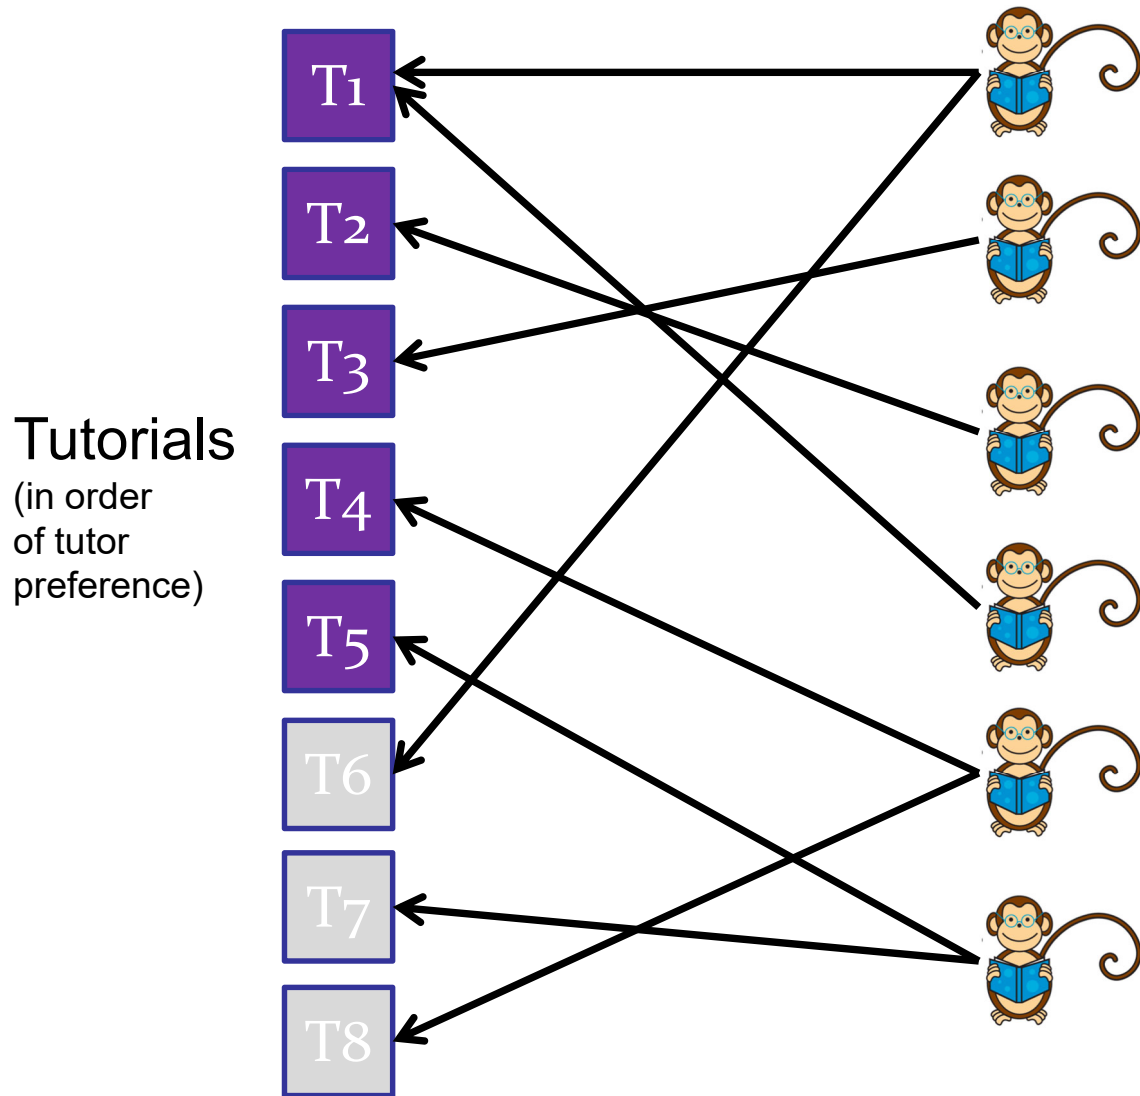 T1
T2
T3
T4
T5
T6
T7
T8
Tutorials
(in order
of tutor
preference)